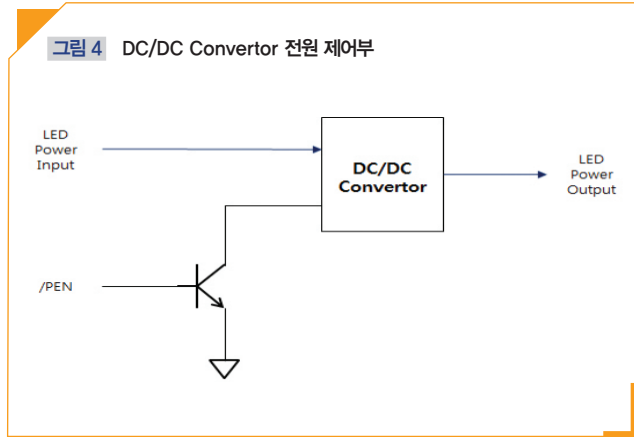 그림 4 DC/DC Convertor 전원 제어부
LED
Power
Input
DC/DC
Convertor
LED
Power
Output
/PEN